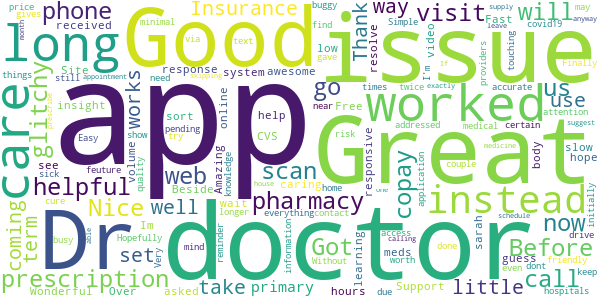 app
Great
issue
doctor
Good
Dr
long
care
worked
instead
will
visit
phone
Insurance
way
Thank
us
use
go
scan
web
works
glitchy
helpful
pharmacy
copay
Before
now
call
little
Got
set
well
Nice
term
coming
prescription
take
primary
received
Site
insight
response
system
awesome
low
resolve
I'm
video
text
via
minimal
find
buggy
Fast
Simple
slow
hope
providers
covid19
Finally
If
gave
touching
leave
supply
may
anyway
exactly
twice
accurate
times
near
Free
responsive
addressed
medical
certain
attention
risk
couple
body
online
Amazing
help
CVS
sort
pending
try
Easy
still
things
gives
price
month
appointment
skipping
need
show
quality
volume
feuture
see
sick
cure
busy
able
Im
Very
mind
Beside
caring
wait
longer
knowledge
home
house
everything
contact
Without
information
reminder
Hopefully
Wonderful
Over
asked
hours
due
meds
worth
access
calling
learning
application
done
Support
sarah
guess
even
dont
friendly
drive
keep
hospitals
schedule
medicine
suggest